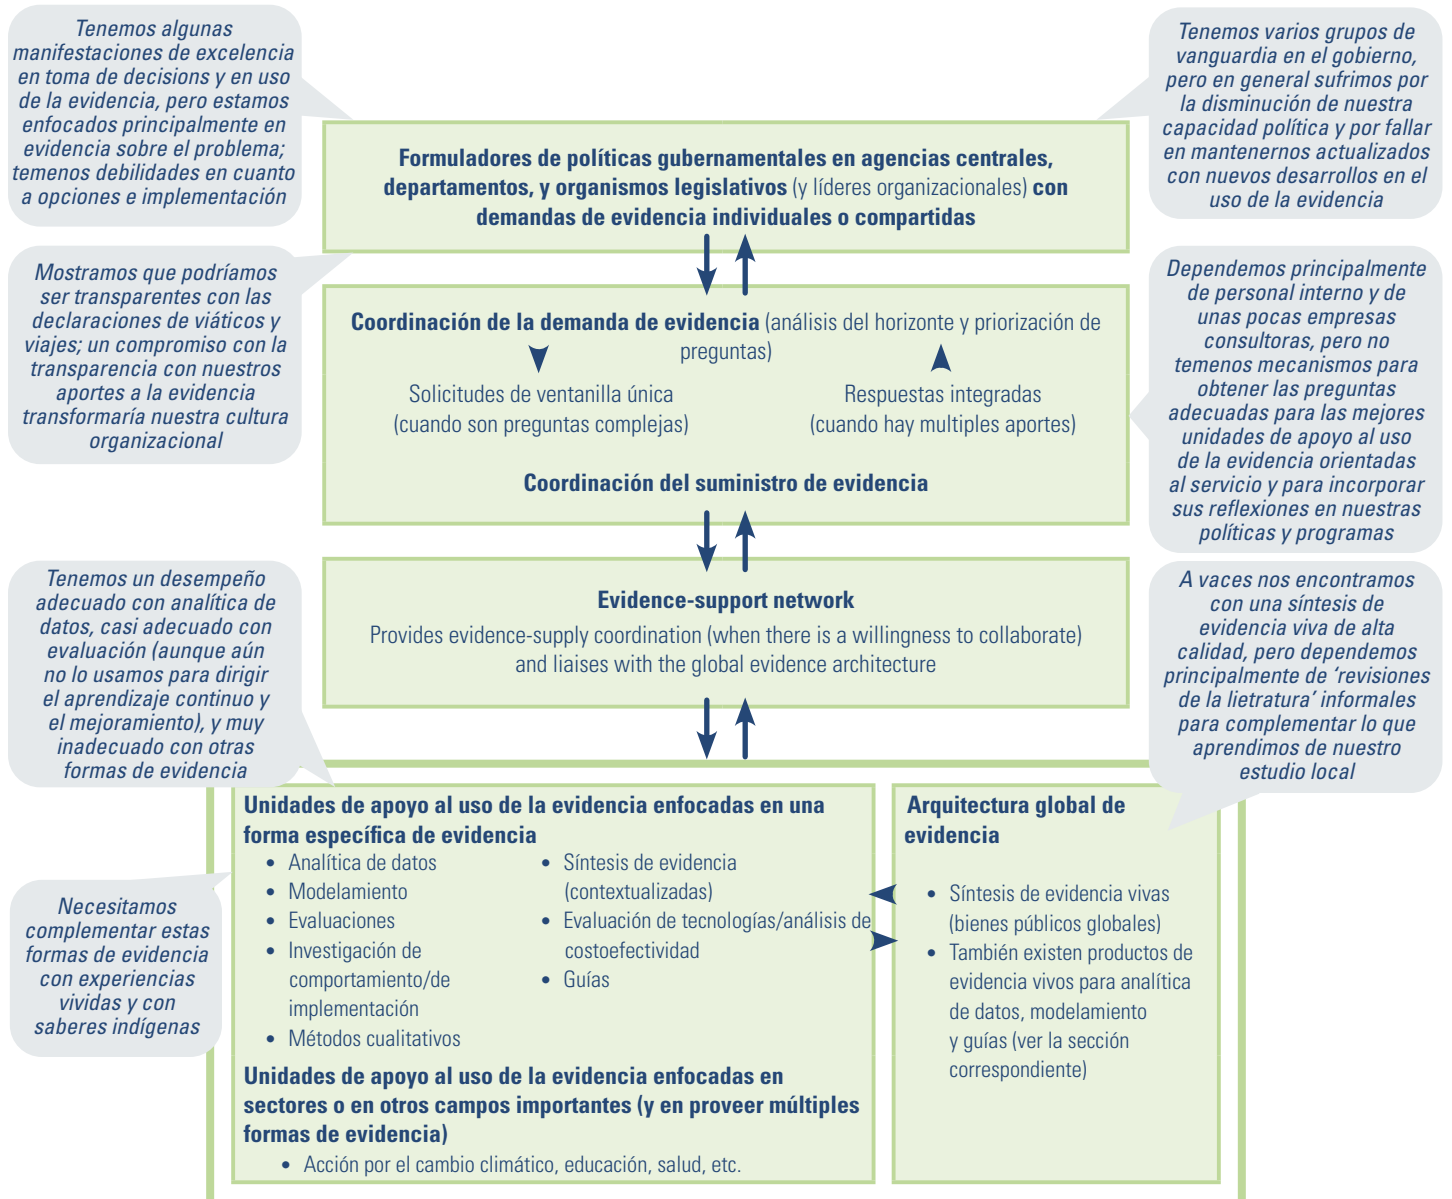 Tenemos algunas
manifestaciones de excelencia
en toma de decisions y en uso
de la evidencia, pero estamos
enfocados principalmente en
evidencia sobre el problema;
temenos debilidades en cuanto
a opciones e implementación
Tenemos varios grupos de
vanguardia en el gobierno,
pero en general sufrimos por
la disminución de nuestra
capacidad política y por fallar
en mantenernos actualizados
con nuevos desarrollos en el
uso de la evidencia
Formuladores de políticas gubernamentales en agencias centrales,
departamentos, y organismos legislativos (y líderes organizacionales) con
demandas de evidencia individuales o compartidas
Mostramos que podríamos
ser transparentes con las
declaraciones de viáticos y
viajes; un compromiso con la
transparencia con nuestros
aportes a la evidencia
transformaría nuestra cultura
organizacional
Coordinación de la demanda de evidencia (análisis del horizonte y priorización de
preguntas)
Solicitudes de ventanilla única
(cuando son preguntas complejas)
Respuestas integradas
(cuando hay multiples aportes)
Coordinación del suministro de evidencia
Dependemos principalmente
de personal interno y de
unas pocas empresas
consultoras, pero no
temenos mecanismos para
obtener las preguntas
adecuadas para las mejores
unidades de apoyo al uso
de la evidencia orientadas
al servicio y para incorporar
sus reflexiones en nuestras
políticas y programas
Evidence-support network
Provides evidence-supply coordination (when there is a willingness to collaborate)
and liaises with the global evidence architecture
Tenemos un desempeño
adecuado con analítica de
datos, casi adecuado con
evaluación (aunque aún
no lo usamos para dirigir
el aprendizaje continuo y
el mejoramiento), y muy
inadecuado con otras
formas de evidencia
A vaces nos encontramos
con una síntesis de
evidencia viva de alta
calidad, pero dependemos
principalmente de ‘revisiones
de la lietratura’ informales
para complementar lo que
aprendimos de nuestro
estudio local
Unidades de apoyo al uso de la evidencia enfocadas en una
forma específica de evidencia
• Analítica de datos
• Modelamiento
• Evaluaciones
• Investigación de
comportamiento/de
implementación
• Métodos cualitativos
• Síntesis de evidencia
(contextualizadas)
• Evaluación de tecnologías/análisis de
costoefectividad
• Guías
Unidades de apoyo al uso de la evidencia enfocadas en
sectores o en otros campos importantes (y en proveer múltiples
formas de evidencia)
• Acción por el cambio climático, educación, salud, etc.
Arquitectura global de
evidencia
• Síntesis de evidencia vivas
(bienes públicos globales)
• También existen productos de
evidencia vivos para analítica
de datos, modelamiento
y guías (ver la sección
correspondiente)
Necesitamos
complementar estas
formas de evidencia
con experiencias
vividas y con
saberes indígenas